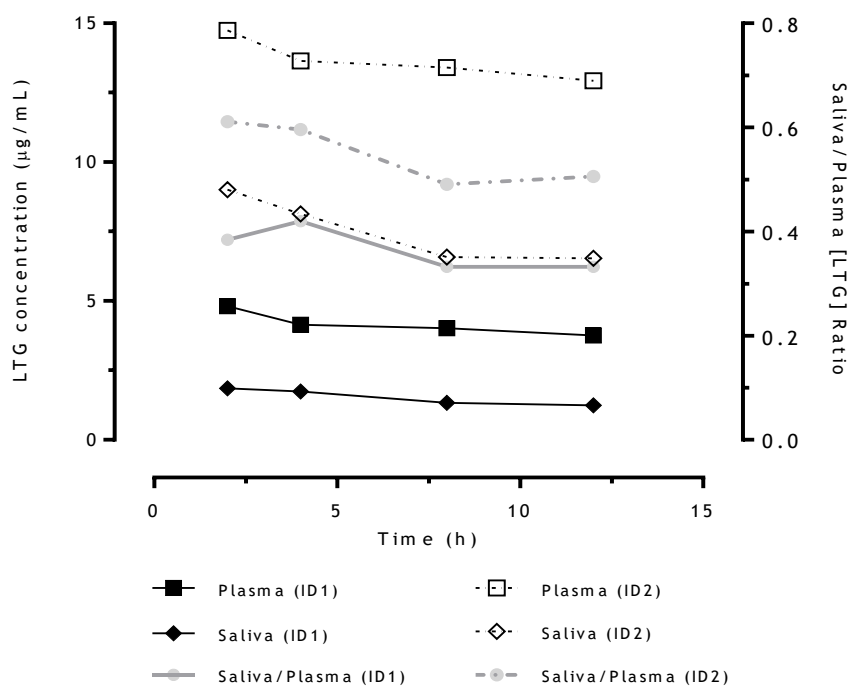 15
10
5
0
LTG concentration (µg/mL)
0.8
0.6
0.4
0.2
0.0
Saliva/Plasma [LTG] Ratio
0 5 10 15
Time (h)
Plasma (ID1) Plasma (ID2)
Saliva (ID1) Saliva (ID2)
Saliva/Plasma (ID1) Saliva/Plasma (ID2)